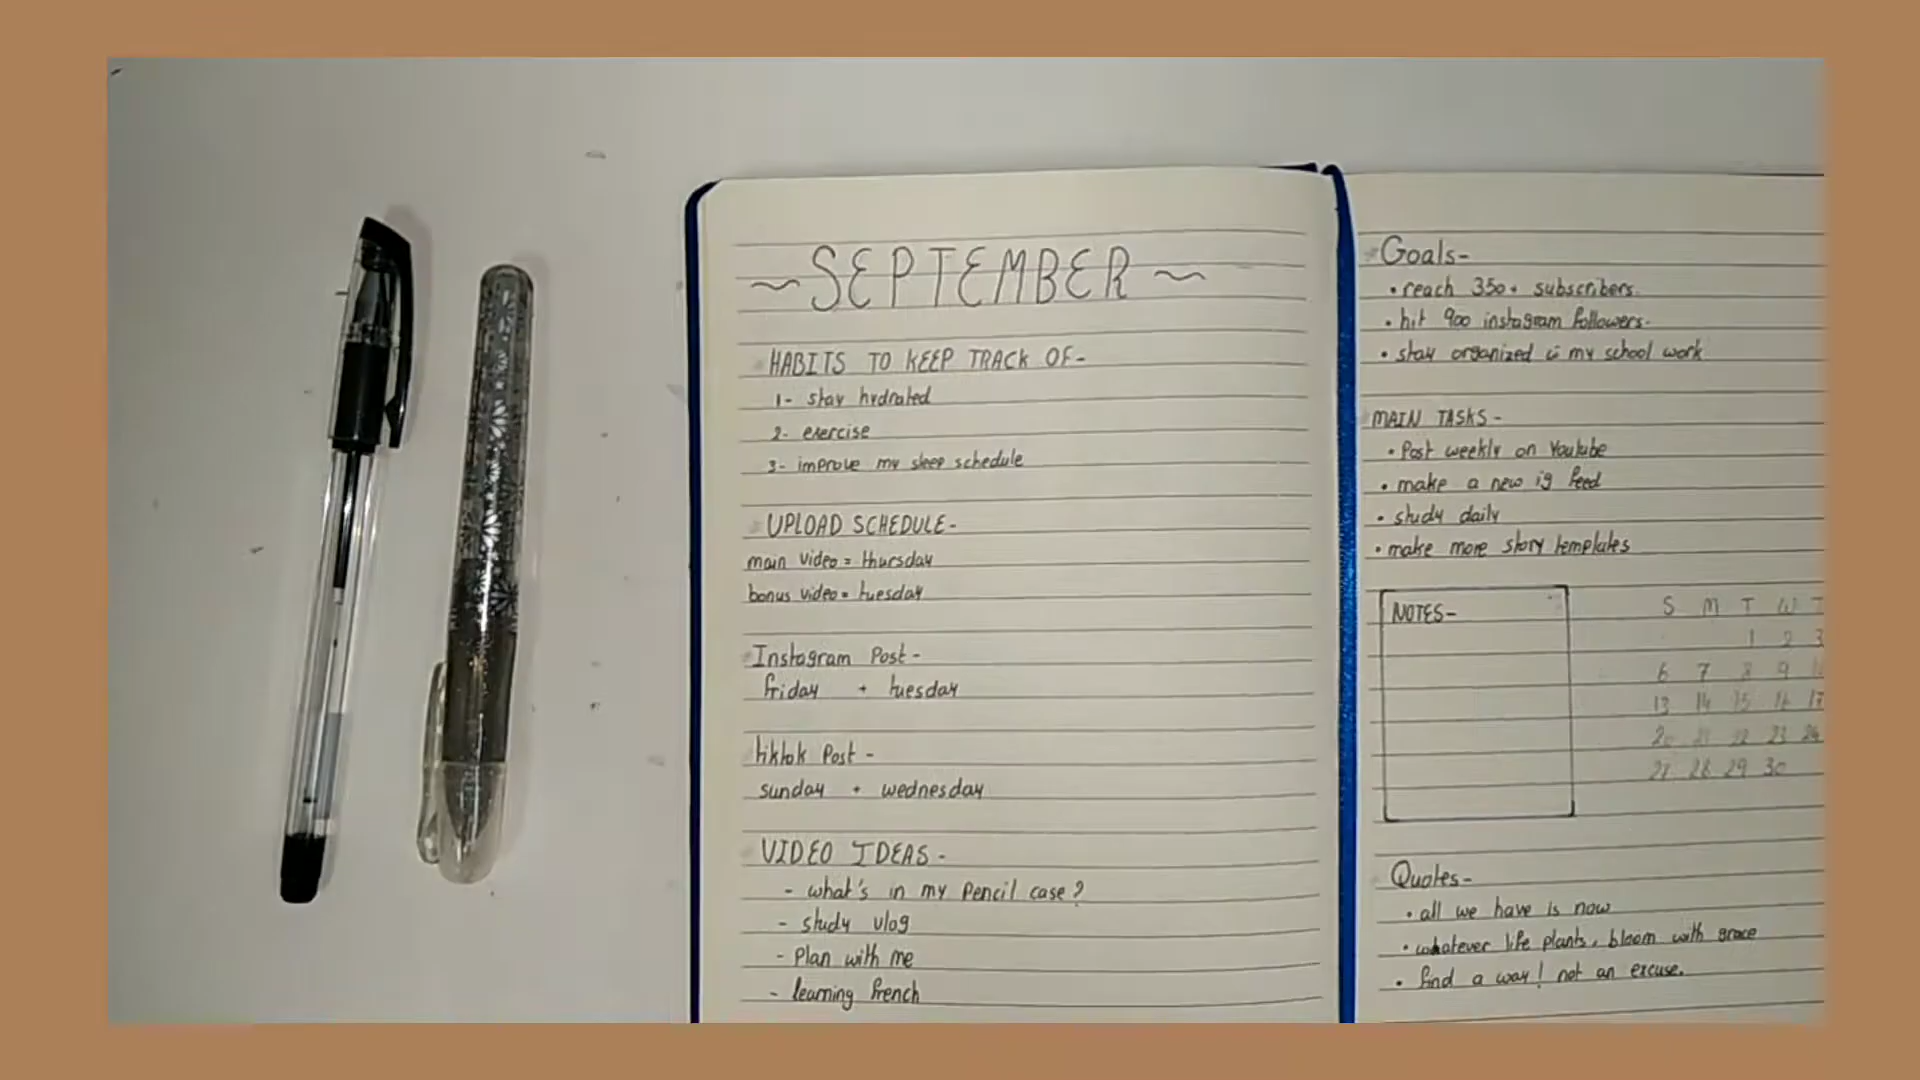 ~SEPTEMBER~
HABITS TO KEEP TRACK OF-
1- stay hydrated
2- exercise
3- improve my sleep schedule
UPLOAD SCHEDULE-
main video = thursday
bonus video = tuesday
Instagram Post-
friday + tuesday
tiktok Post-
sunday + wednesday
VIDEO IDEAS-
- what's in my pencil case?
- study vlog
- Plan with me
- learning french
Goals-
• reach 350+ subscribers.
• hit 900 instagram followers.
• stay organized my school work
MAIN TASKS-
• Post weekly on Youtube
• make a new ig feed
• study daily
• make more story templates
NOTES-
S M T W T
1 2 3
6 7 8 9
13 14 15 16 17
20 21 22 23 24
27 28 29 30
Quotes-
• all we have is now
• whatever life plants, bloom with grace
• find a way! not an excuse.